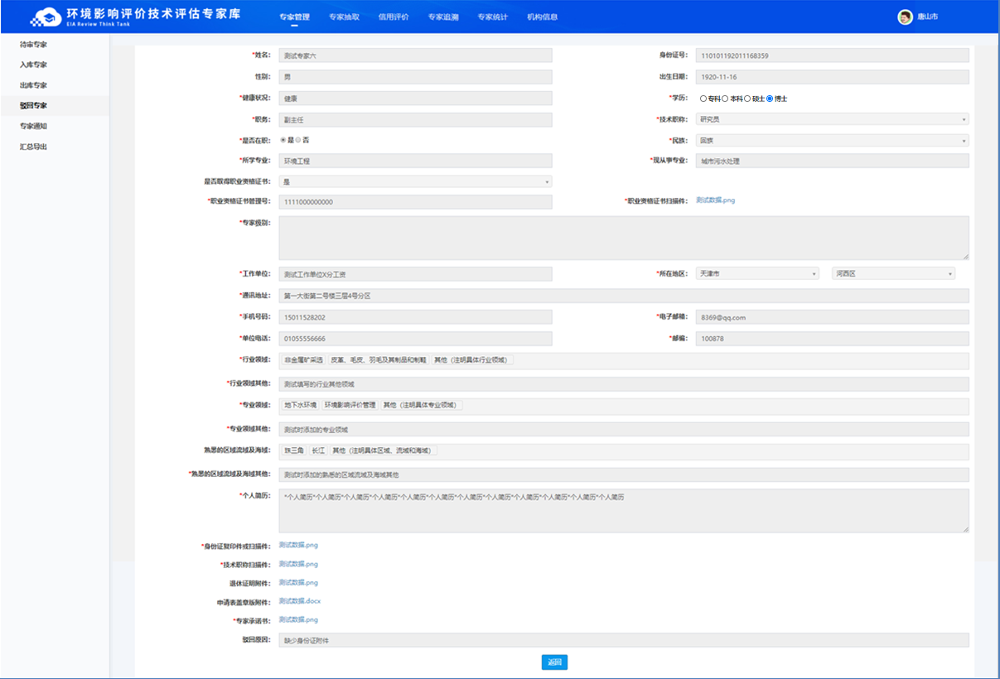 环境影响评价技术评估专家库
EIA Review Think Tank
专家管理 专家抽取 信用评价 专家追溯 专家统计 机构信息
唐山市
待审专家
入库专家
出库专家
驳回专家
专家通知
汇总导出
*姓名： 测试专家六 身份证号： 110101192011168359
性别： 男 出生日期： 1920-11-16
*健康状况： 健康 *学历： 专科 本科 硕士 博士
*职务： 副主任 *技术职称： 研究员
*是否在职： 是 否 *民族： 回族
*所学专业： 环境工程 *现从事专业： 城市污水处理
是否取得职业资格证书： 是
*职业资格证书管理号： 1111000000000 *职业资格证书扫描件： 测试数据.png
*专家级别：
*工作单位： 测试工作单位X分工资 *所在地区： 天津市 河西区
*通讯地址： 第一大街第二号楼三层4号分区
*手机号码： 15011528202 *电子邮箱： 8369@qq.com
*单位电话： 01055556666 *邮编： 100878
*行业领域： 非金属矿采选 皮革、毛皮、羽毛及其制品和制鞋 其他（注明具体行业领域）
*行业领域其他： 测试填写的行业其他领域
*专业领域： 地下水环境 环境影响评价管理 其他（注明具体专业领域）
*专业领域其他： 测试时添加的专业领域
熟悉的区域流域及海域： 珠三角 长江 其他（注明具体区域、流域和海域）
*熟悉的区域流域及海域其他： 测试时添加的熟悉的区域流域及海域其他
*个人简历： *个人简历*个人简历*个人简历*个人简历*个人简历*个人简历*个人简历*个人简历*个人简历*个人简历*个人简历*个人简历
*身份证复印件或扫描件： 测试数据.png
*技术职称扫描件： 测试数据.png
退休证明附件： 测试数据.png
申请表盖章版附件： 测试数据.docx
*专家承诺书： 测试数据.png
驳回原因： 缺少身份证附件
返回